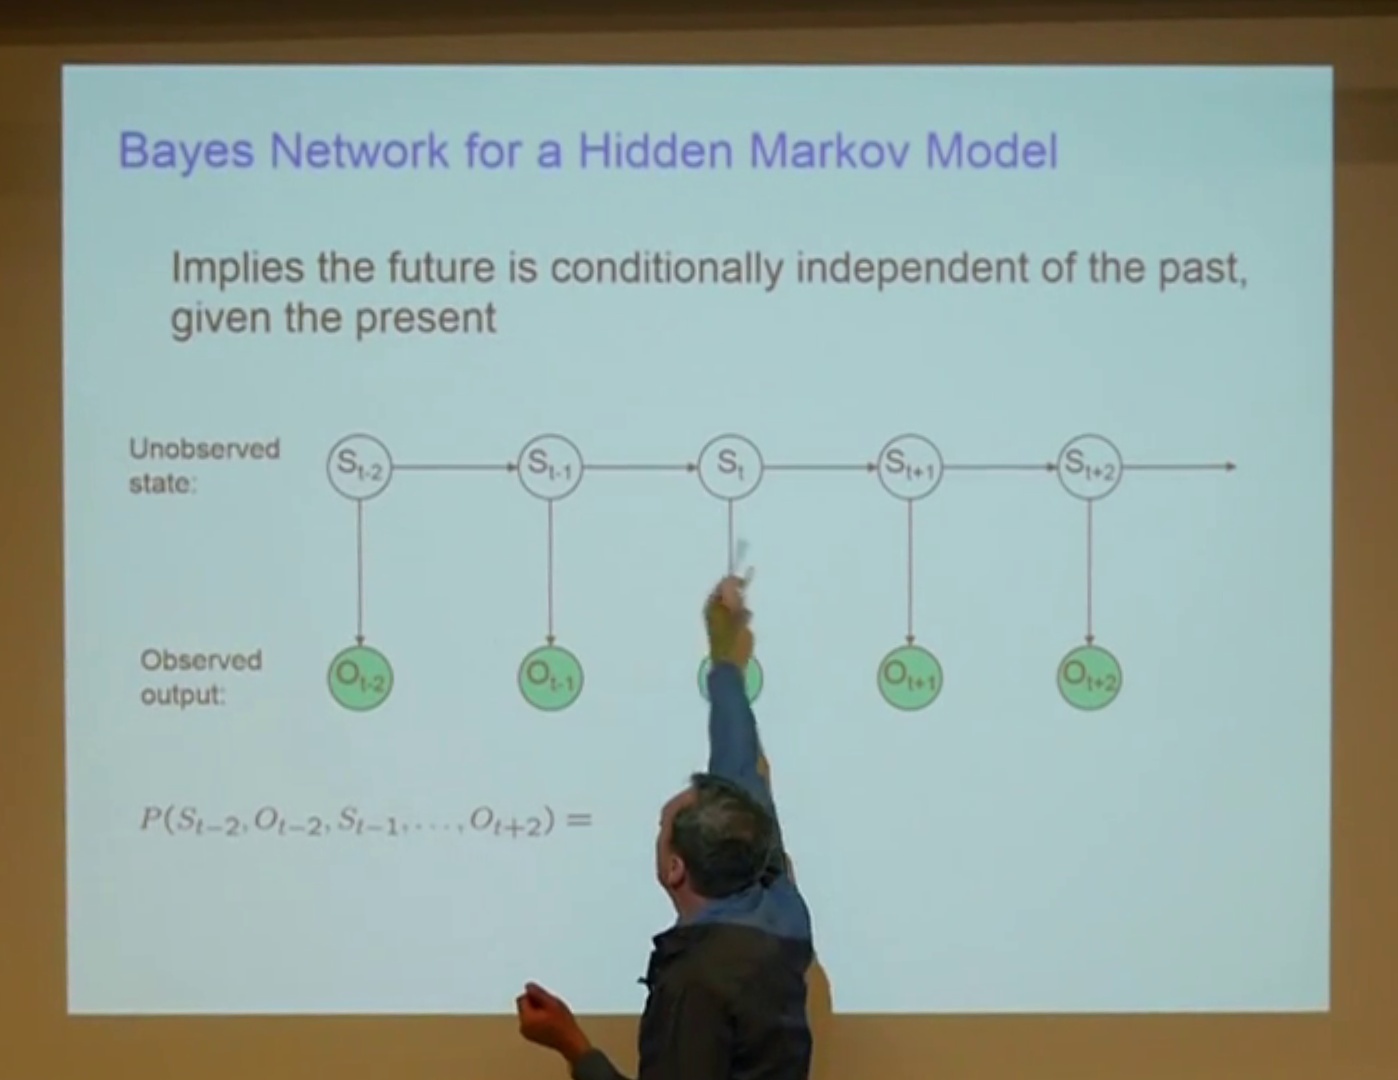 Bayes Network for a Hidden Markov Model
Implies the future is conditionally independent of the past,
given the present
Unobserved
state:
S_{t-2} S_{t-1} S_t S_{t+1} S_{t+2}
Observed
output:
O_{t-2} O_{t-1} O_{t+1} O_{t+2}
P(S_{t−2}, O_{t−2}, S_{t−1}, . . . , O_{t+2}) =